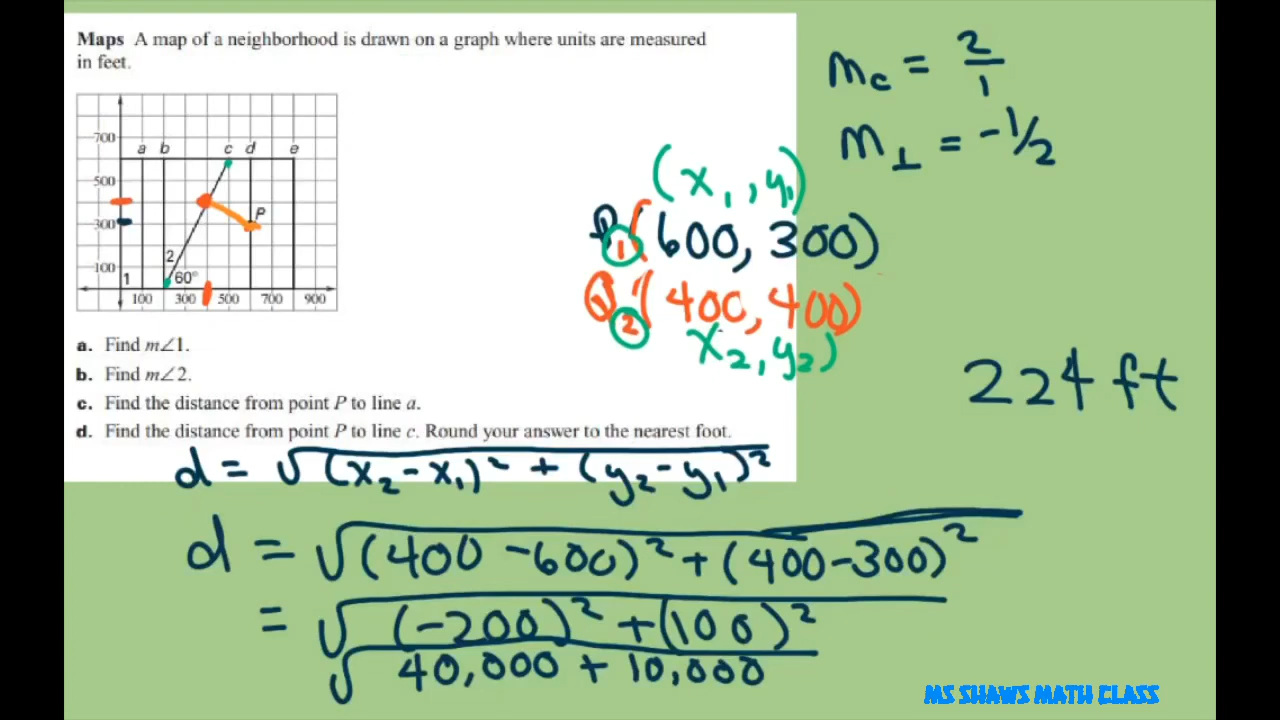 Maps A map of a neighborhood is drawn on a graph where units are measured
in feet.
700
a b c d e
500
300
P
2
100
1
60°
100 300 500 700 900
a. Find m∠1.
b. Find m∠2.
c. Find the distance from point P to line a.
d. Find the distance from point P to line c. Round your answer to the nearest foot.
m_c = 2/1
m_⊥ = -1/2
(x₁, y₁)
① (600, 300)
② (400, 400)
x₂, y₂)
224 ft
d = √(x₂ - x₁)² + (y₂ - y₁)²
d = √(400 - 600)² + (400 - 300)²
= √(-200)² + (100)²
√40,000 + 10,000
MS SHAWS MATH CLASS